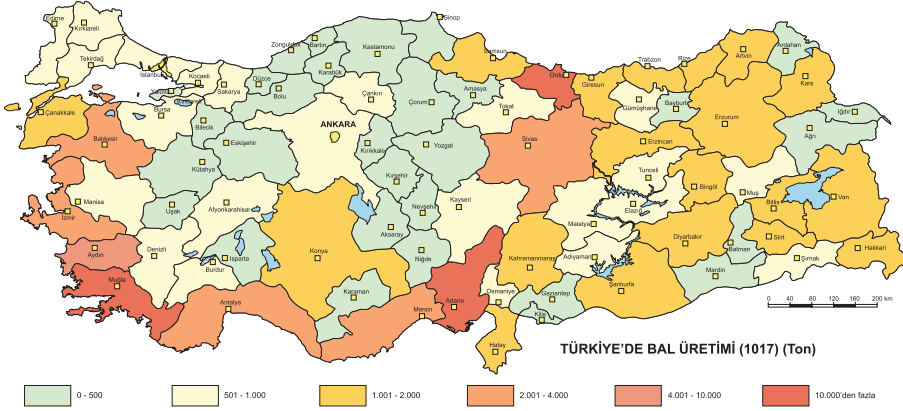 Edirne
Kırklareli
Tekirdağ
İstanbul
Kocaeli
Yalova
Sakarya
Düzce
Bolu
Zonguldak
Bartın
Karabük
Kastamonu
Sinop
Samsun
Ordu
Giresun
Trabzon
Rize
Artvin
Ardahan
Kars
Iğdır
Ağrı
Erzurum
Bayburt
Gümüşhane
Erzincan
Tokat
Amasya
Çorum
Çankırı
ANKARA
Kırıkkale
Yozgat
Sivas
Çanakkale
Balıkesir
Bursa
Bilecik
Eskişehir
Kütahya
Manisa
İzmir
Uşak
Afyonkarahisar
Kırşehir
Nevşehir
Kayseri
Aksaray
Niğde
Konya
Karaman
Aydın
Denizli
Muğla
Burdur
Isparta
Antalya
Mersin
Adana
Osmaniye
Hatay
Kilis
Gaziantep
Kahramanmaraş
Malatya
Adıyaman
Şanlıurfa
Elazığ
Tunceli
Bingöl
Muş
Bitlis
Van
Diyarbakır
Batman
Siirt
Mardin
Şırnak
Hakkari
0 40 80 120 160 200 km
TÜRKİYE'DE BAL ÜRETİMİ (1017) (Ton)
0 - 500
501 - 1.000
1.001 - 2.000
2.001 - 4.000
4.001 - 10.000
10.000'den fazla